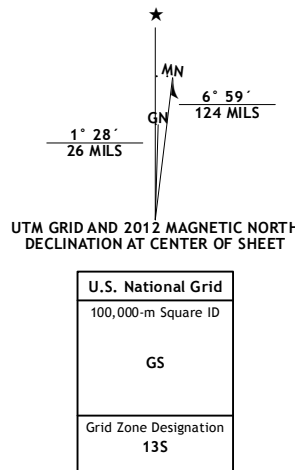 MN
GN
6° 59´
124 MILS
1° 28´
26 MILS
UTM GRID AND 2012 MAGNETIC NORTH
DECLINATION AT CENTER OF SHEET
U.S. National Grid
100,000-m Square ID
GS
Grid Zone Designation
13S